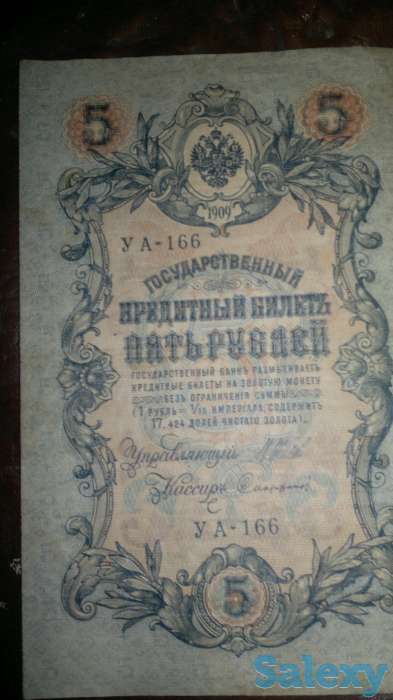 5 5
1909
УА-166
ГОСУДАРСТВЕННЫЙ
КРЕДИТНЫЙ БИЛЕТЪ
ПЯТЬ РУБЛЕЙ
ГОСУДАРСТВЕННЫЙ БАНКЪ РАЗМѢНИВАЕТЪ
КРЕДИТНЫЕ БИЛЕТЫ НА ЗОЛОТУЮ МОНЕТУ
БЕЗЪ ОГРАНИЧЕНІЯ СУММЫ
(1 РУБЛЬ = 1/15 ИМПЕРІАЛА, СОДЕРЖИТЪ
17,424 ДОЛЕЙ ЧИСТАГО ЗОЛОТА).
Управляющій
Кассиръ
УА-166
5
Salexy